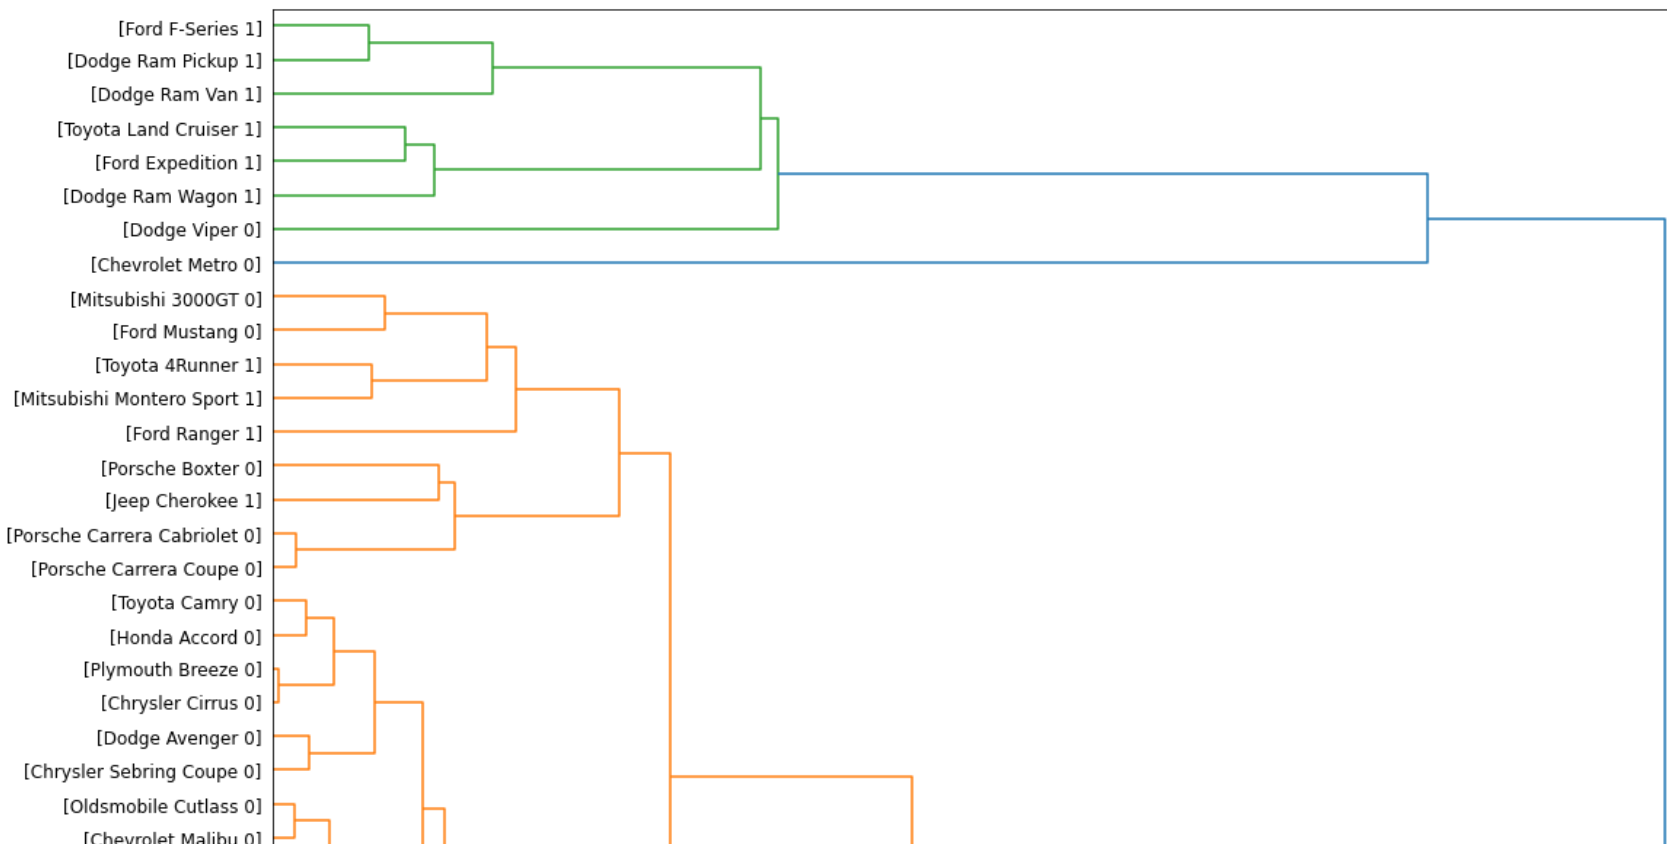 [Ford F-Series 1]
[Dodge Ram Pickup 1]
[Dodge Ram Van 1]
[Toyota Land Cruiser 1]
[Ford Expedition 1]
[Dodge Ram Wagon 1]
[Dodge Viper 0]
[Chevrolet Metro 0]
[Mitsubishi 3000GT 0]
[Ford Mustang 0]
[Toyota 4Runner 1]
[Mitsubishi Montero Sport 1]
[Ford Ranger 1]
[Porsche Boxter 0]
[Jeep Cherokee 1]
[Porsche Carrera Cabriolet 0]
[Porsche Carrera Coupe 0]
[Toyota Camry 0]
[Honda Accord 0]
[Plymouth Breeze 0]
[Chrysler Cirrus 0]
[Dodge Avenger 0]
[Chrysler Sebring Coupe 0]
[Oldsmobile Cutlass 0]
[Chevrolet Malibu 0]